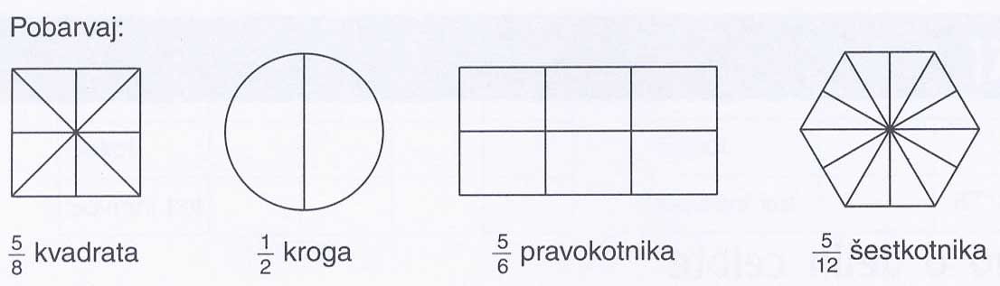 Pobarvaj:
5/8 kvadrata
1/2 kroga
5/6 pravokotnika
5/12 šestkotnika